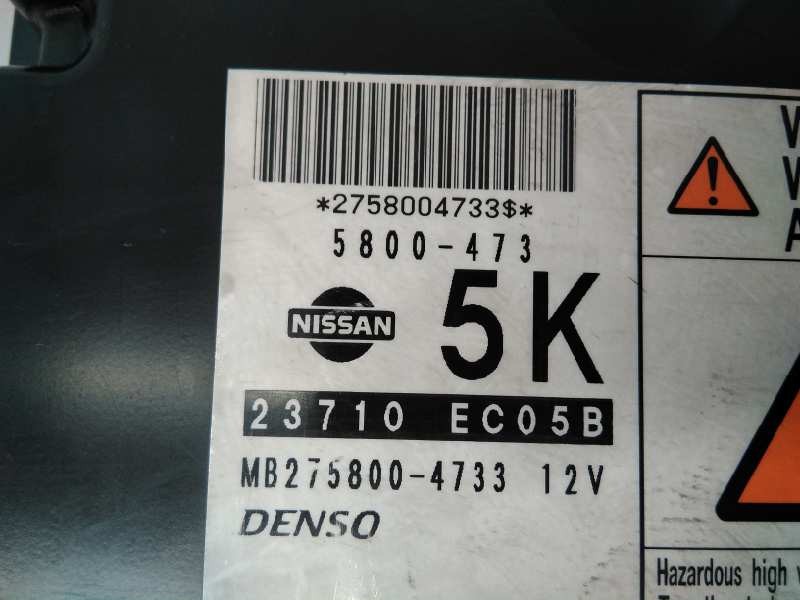 *2758004733$*
5800-473
NISSAN
5K
23710 EC05B
MB275800-4733 12V
DENSO
Hazardous high